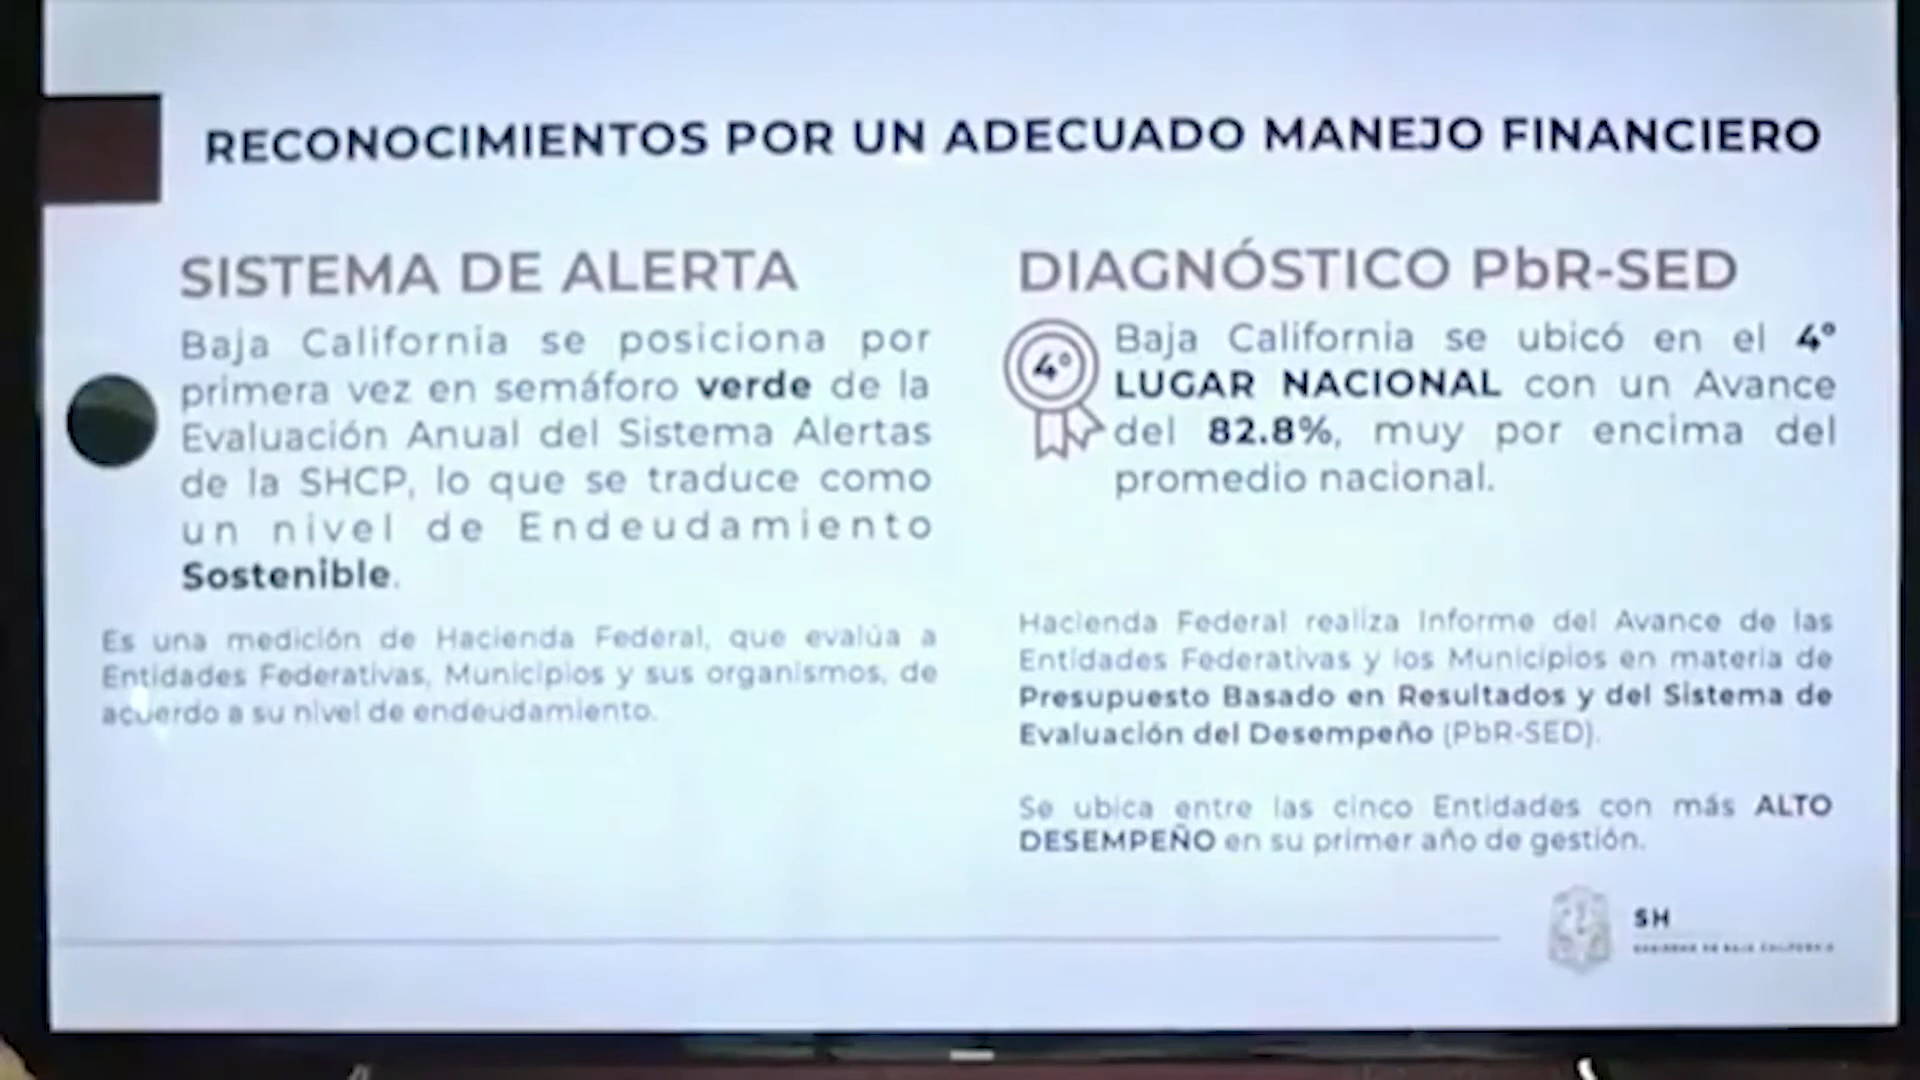 RECONOCIMIENTOS POR UN ADECUADO MANEJO FINANCIERO
SISTEMA DE ALERTA
Baja California se posiciona por
primera vez en semáforo verde de la
Evaluación Anual del Sistema Alertas
de la SHCP, lo que se traduce como
un nivel de Endeudamiento
Sostenible.
Es una medición de Hacienda Federal, que evalúa a
Entidades Federativas, Municipios y sus organismos, de
acuerdo a su nivel de endeudamiento.
DIAGNÓSTICO PbR-SED
4º
Baja California se ubicó en el 4º
LUGAR NACIONAL con un Avance
del 82.8%, muy por encima del
promedio nacional.
Hacienda Federal realiza Informe del Avance de las
Entidades Federativas y los Municipios en materia de
Presupuesto Basado en Resultados y del Sistema de
Evaluación del Desempeño (PbR-SED).
Se ubica entre las cinco Entidades con más ALTO
DESEMPEÑO en su primer año de gestión.
SH
GOBIERNO DE BAJA CALIFORNIA